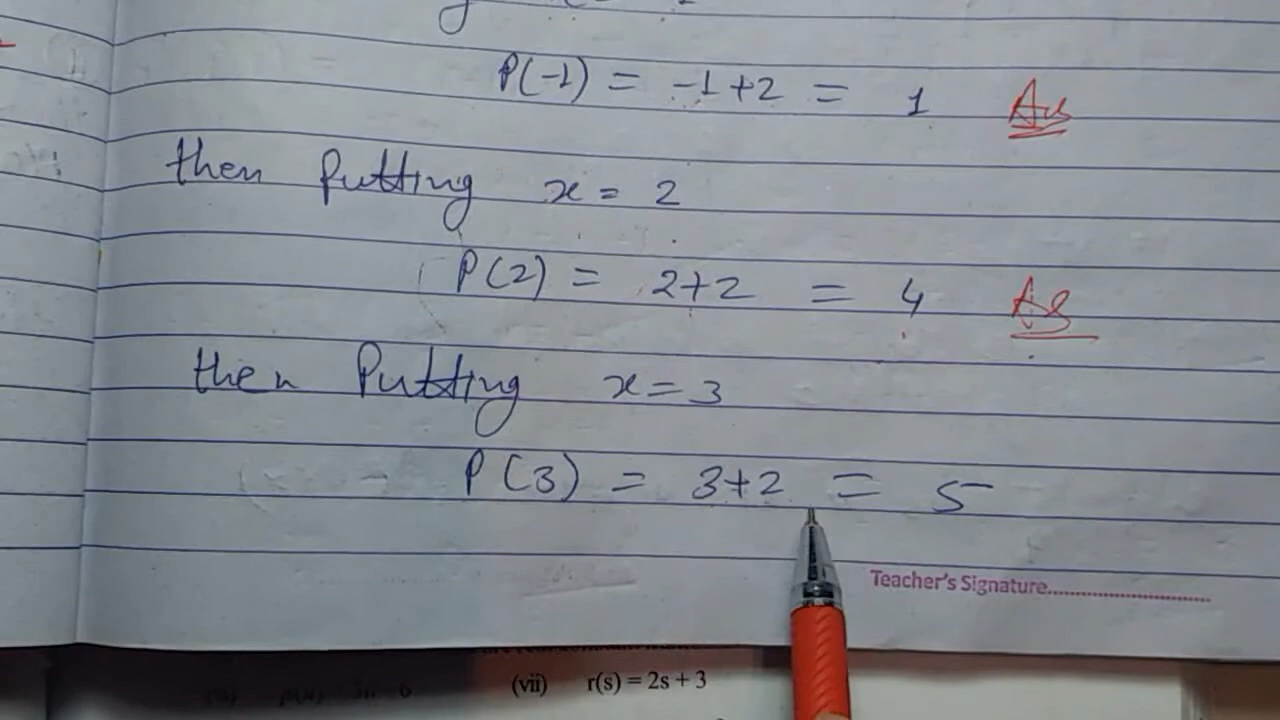 P(-1) = -1+2 = 1 Ans
then Putting x = 2
P(2) = 2+2 = 4 As
then Putting x = 3
P(3) = 3+2 = 5
Teacher's Signature
(vii) r(s) = 2s + 3